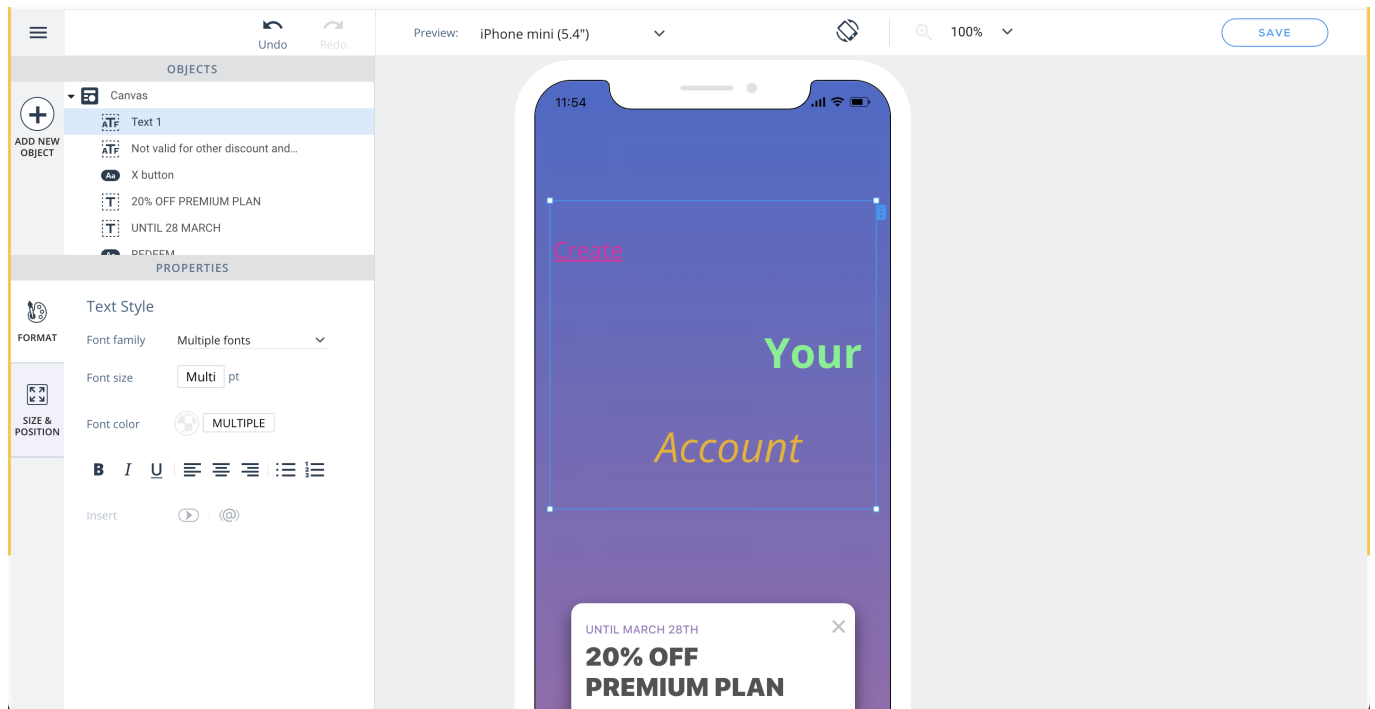 Undo
Redo
Preview:
iPhone mini (5.4")
100%
SAVE
OBJECTS
ADD NEW
OBJECT
Canvas
Text 1
Not valid for other discount and...
Aa X button
20% OFF PREMIUM PLAN
UNTIL 28 MARCH
REDEEM
PROPERTIES
FORMAT
SIZE &
POSITION
Text Style
Font family Multiple fonts
Font size Multi pt
Font color MULTIPLE
B I U
Insert
11:54
Create
Your
Account
UNTIL MARCH 28TH
20% OFF
PREMIUM PLAN